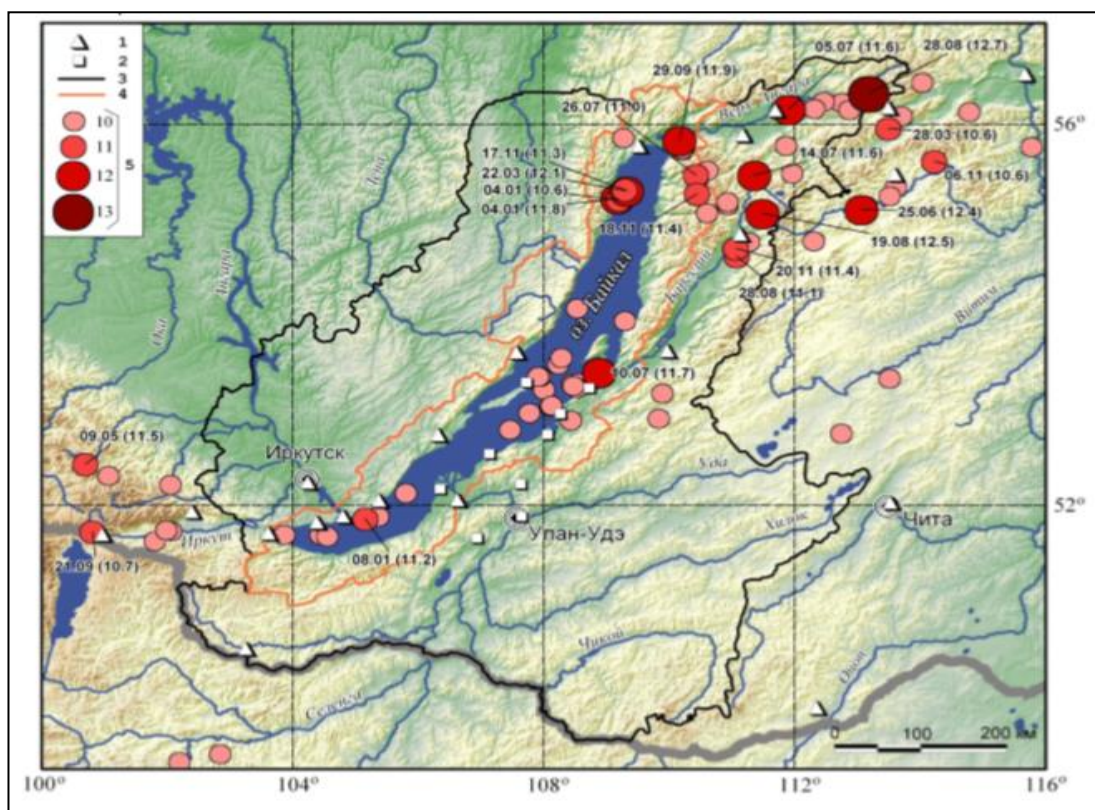 1
2
3
4
10
11
12
13
5
05.07 (11.6)
28.08 (12.7)
29.09 (11.9)
26.07 (11.0)
Верх. Ангара
56°
17.11 (11.3)
22.03 (12.1)
04.01 (10.6)
04.01 (11.8)
28.03 (10.6)
14.07 (11.6)
06.11 (10.6)
18.11 (11.4)
25.06 (12.4)
19.08 (12.5)
20.11 (11.4)
28.08 (11.1)
Лена
Ангара
Ока
оз. Байкал
Баргузин
Витим
10.07 (11.7)
09.05 (11.5)
Иркутск
Уда
52°
Улан-Удэ
Хилок
Чита
Иркут
21.09 (10.7)
08.01 (11.2)
Чикой
Онон
Селенга
0 100 200 км
100° 104° 108° 112° 116°